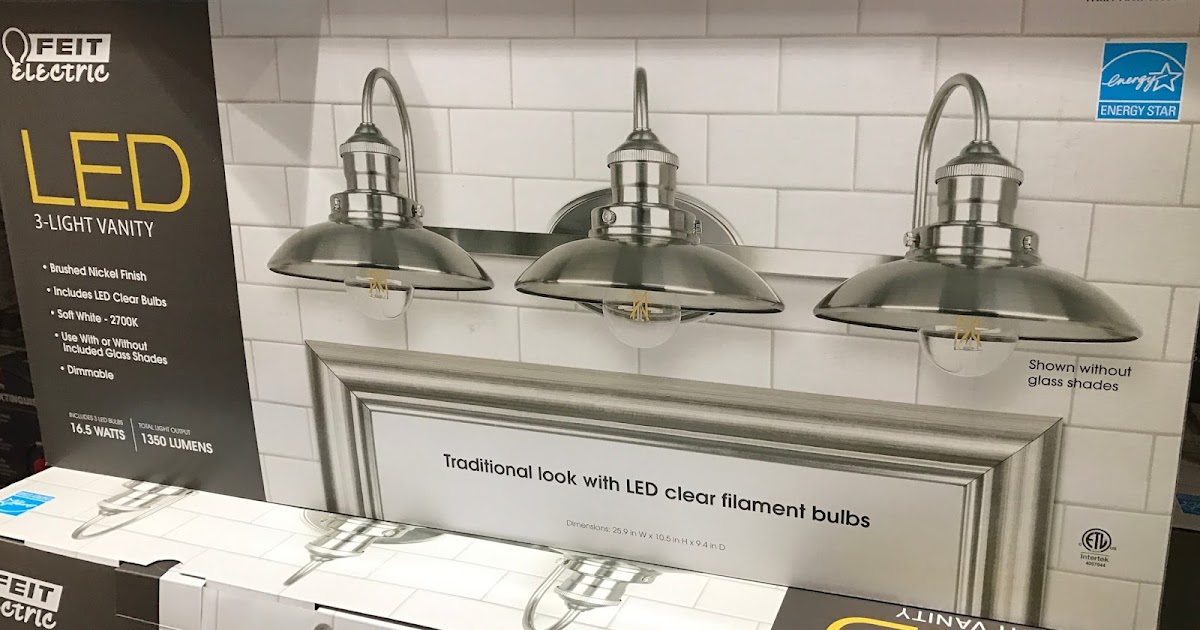 FEIT
ELECTRIC
LED
3-LIGHT VANITY
• Brushed Nickel Finish
• Includes LED Clear Bulbs
• Soft White - 2700K
• Use With or Without
Included Glass Shades
• Dimmable
INCLUDES 3 LED BULBS
16.5 WATTS
TOTAL LIGHT OUTPUT
1350 LUMENS
energy
ENERGY STAR
Shown without
glass shades
Traditional look with LED clear filament bulbs
Dimensions: 25.9 in W x 10.5 in H x 9.4 in D
ETL
Intertek
FEIT
VANITY